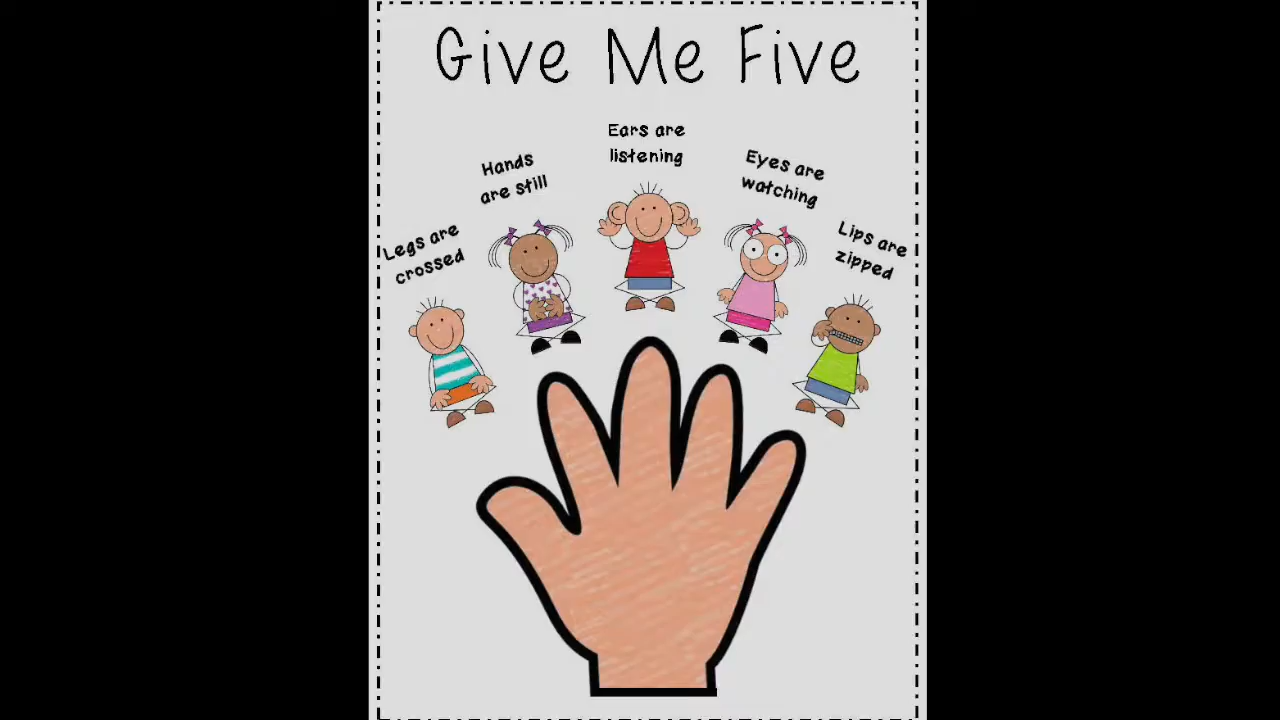 Give Me Five
Legs are
crossed
Hands
are still
Ears are
listening
Eyes are
watching
Lips are
zipped